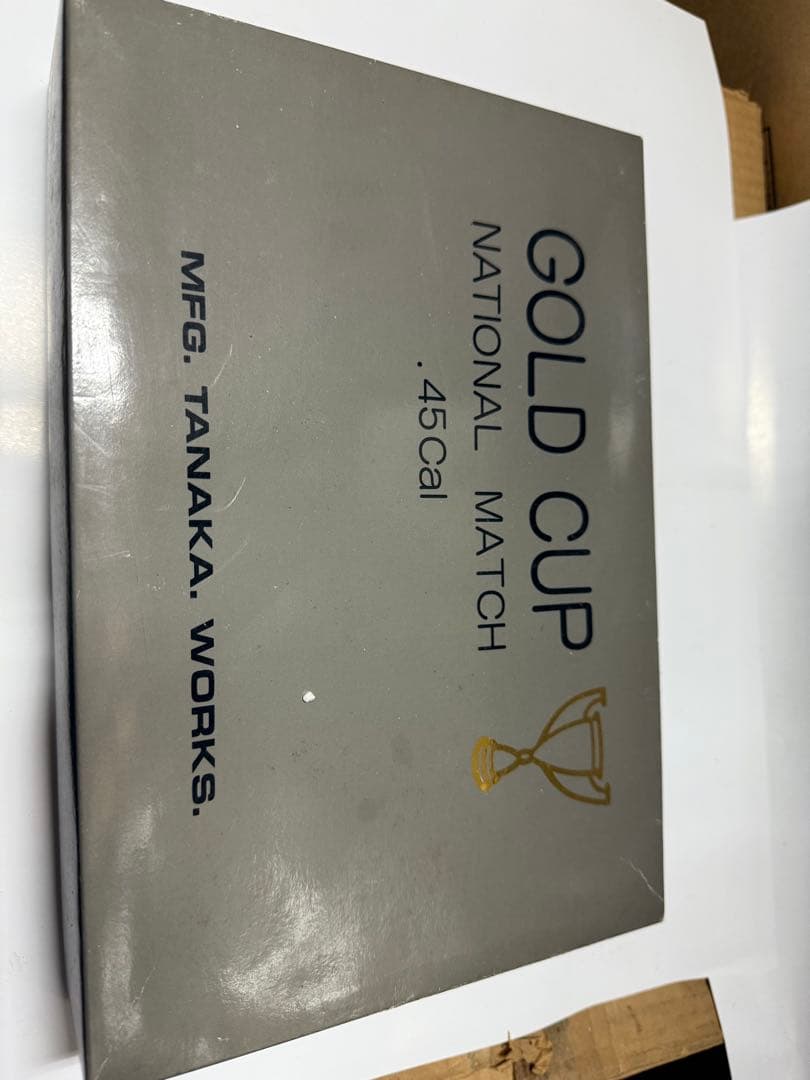 GOLD CUP
NATIONAL MATCH
.45Cal
MFG. TANAKA. WORKS.